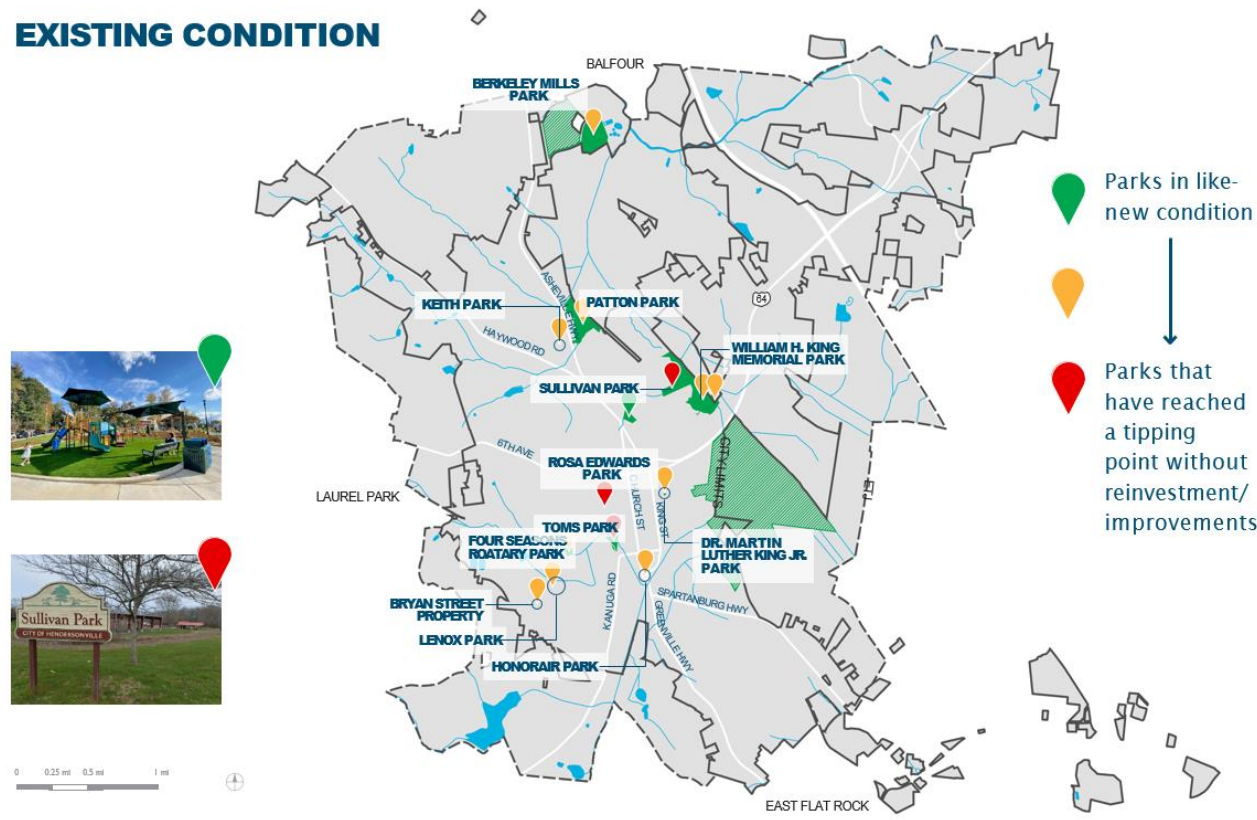 EXISTING CONDITION
BALFOUR
BERKELEY MILLS
PARK
Parks in like-
new condition
Parks that
have reached
a tipping
point without
reinvestment/
improvements
64
ASHEVILLE HWY
KEITH PARK
PATTON PARK
HAYWOOD RD
WILLIAM H. KING
MEMORIAL PARK
SULLIVAN PARK
6TH AVE
ROSA EDWARDS
PARK
CITY LIMITS
ETJ
LAUREL PARK
CHURCH ST
KING ST
TOMS PARK
FOUR SEASONS
ROATARY PARK
DR. MARTIN
LUTHER KING JR.
PARK
BRYAN STREET
PROPERTY
KANUGA RD
SPARTANBURG HWY
LENOX PARK
GREENVILLE HWY
HONORAIR PARK
Sullivan Park
CITY OF HENDERSONVILLE
0 0.25 mi 0.5 mi 1 mi
EAST FLAT ROCK